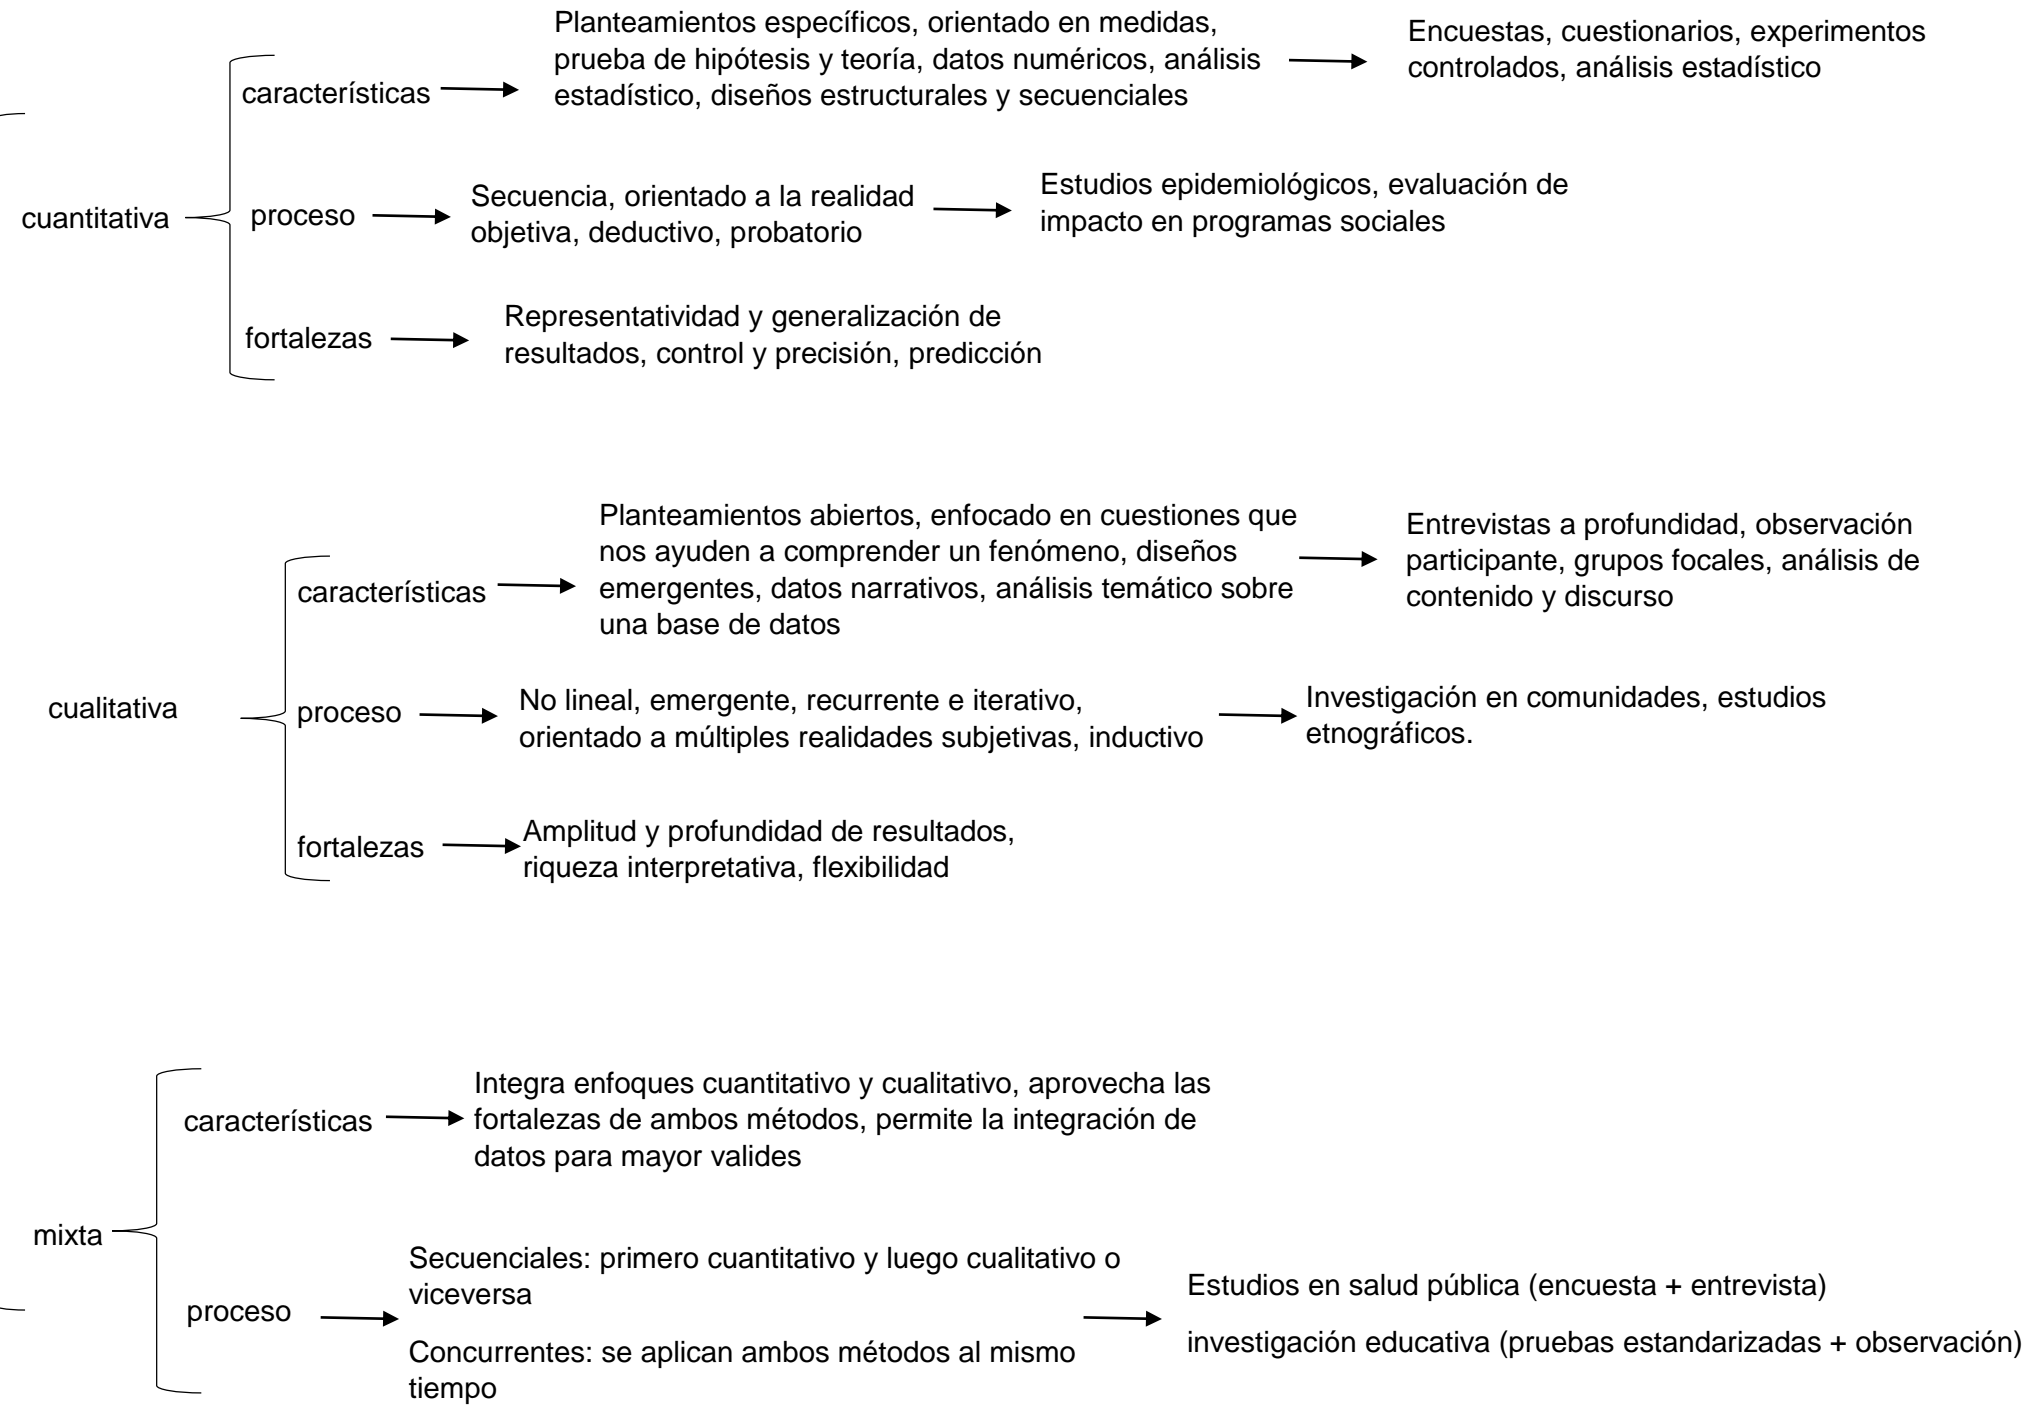 cuantitativa
características
Planteamientos específicos, orientado en medidas,
prueba de hipótesis y teoría, datos numéricos, análisis
estadístico, diseños estructurales y secuenciales
Encuestas, cuestionarios, experimentos
controlados, análisis estadístico
proceso
Secuencia, orientado a la realidad
objetiva, deductivo, probatorio
Estudios epidemiológicos, evaluación de
impacto en programas sociales
fortalezas
Representatividad y generalización de
resultados, control y precisión, predicción
cualitativa
características
Planteamientos abiertos, enfocado en cuestiones que
nos ayuden a comprender un fenómeno, diseños
emergentes, datos narrativos, análisis temático sobre
una base de datos
Entrevistas a profundidad, observación
participante, grupos focales, análisis de
contenido y discurso
proceso
No lineal, emergente, recurrente e iterativo,
orientado a múltiples realidades subjetivas, inductivo
Investigación en comunidades, estudios
etnográficos.
fortalezas
Amplitud y profundidad de resultados,
riqueza interpretativa, flexibilidad
mixta
características
Integra enfoques cuantitativo y cualitativo, aprovecha las
fortalezas de ambos métodos, permite la integración de
datos para mayor valides
proceso
Secuenciales: primero cuantitativo y luego cualitativo o
viceversa
Concurrentes: se aplican ambos métodos al mismo
tiempo
Estudios en salud pública (encuesta + entrevista)
investigación educativa (pruebas estandarizadas + observación)